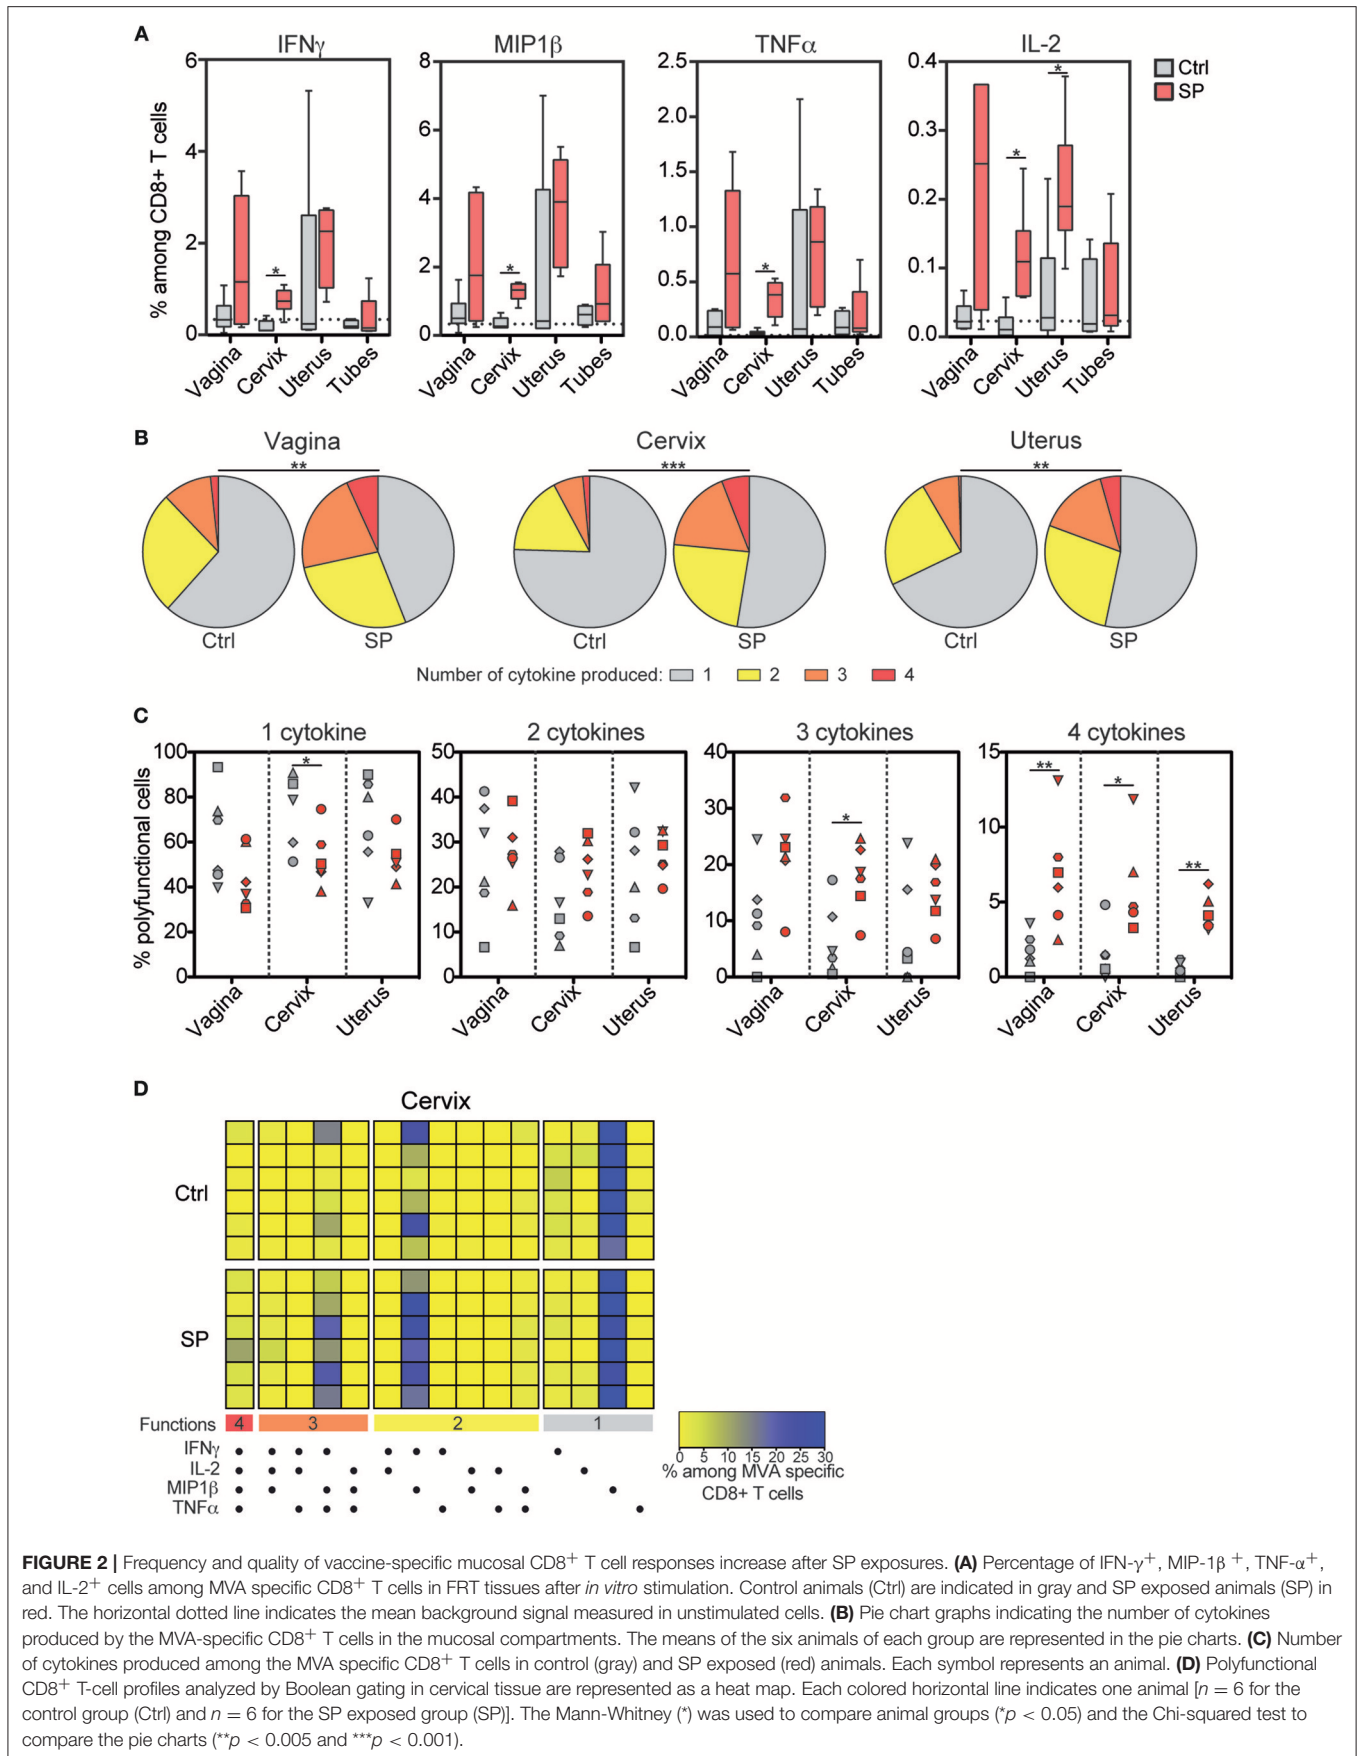 A
IFNγ
MIP1β
TNFα
IL-2
Ctrl
SP
% among CD8+ T cells
6
4
2
0
8
6
4
2
0
2.5
2.0
1.5
1.0
0.5
0.0
0.4
0.3
0.2
0.1
0.0
*
*
*
*
*
Vagina
Cervix
Uterus
Tubes
Vagina
Cervix
Uterus
Tubes
Vagina
Cervix
Uterus
Tubes
Vagina
Cervix
Uterus
Tubes
B
Vagina
Cervix
Uterus
**
***
**
Ctrl
SP
Ctrl
SP
Ctrl
SP
Number of cytokine produced: 1 2 3 4
C
1 cytokine
2 cytokines
3 cytokines
4 cytokines
% polyfunctional cells
100
80
60
40
20
0
50
40
30
20
10
0
40
30
20
10
0
15
10
5
0
*
*
**
*
**
Vagina
Cervix
Uterus
Vagina
Cervix
Uterus
Vagina
Cervix
Uterus
Vagina
Cervix
Uterus
D
Cervix
Ctrl
SP
Functions 4 3 2 1
IFNγ
IL-2
MIP1β
TNFα
0 5 10 15 20 25 30
% among MVA specific
CD8+ T cells
FIGURE 2 | Frequency and quality of vaccine-specific mucosal CD8+ T cell responses increase after SP exposures. (A) Percentage of IFN-γ+, MIP-1β +, TNF-α+,
and IL-2+ cells among MVA specific CD8+ T cells in FRT tissues after in vitro stimulation. Control animals (Ctrl) are indicated in gray and SP exposed animals (SP) in
red. The horizontal dotted line indicates the mean background signal measured in unstimulated cells. (B) Pie chart graphs indicating the number of cytokines
produced by the MVA-specific CD8+ T cells in the mucosal compartments. The means of the six animals of each group are represented in the pie charts. (C) Number
of cytokines produced among the MVA specific CD8+ T cells in control (gray) and SP exposed (red) animals. Each symbol represents an animal. (D) Polyfunctional
CD8+ T-cell profiles analyzed by Boolean gating in cervical tissue are represented as a heat map. Each colored horizontal line indicates one animal [n = 6 for the
control group (Ctrl) and n = 6 for the SP exposed group (SP)]. The Mann-Whitney (*) was used to compare animal groups (*p < 0.05) and the Chi-squared test to
compare the pie charts (**p < 0.005 and ***p < 0.001).